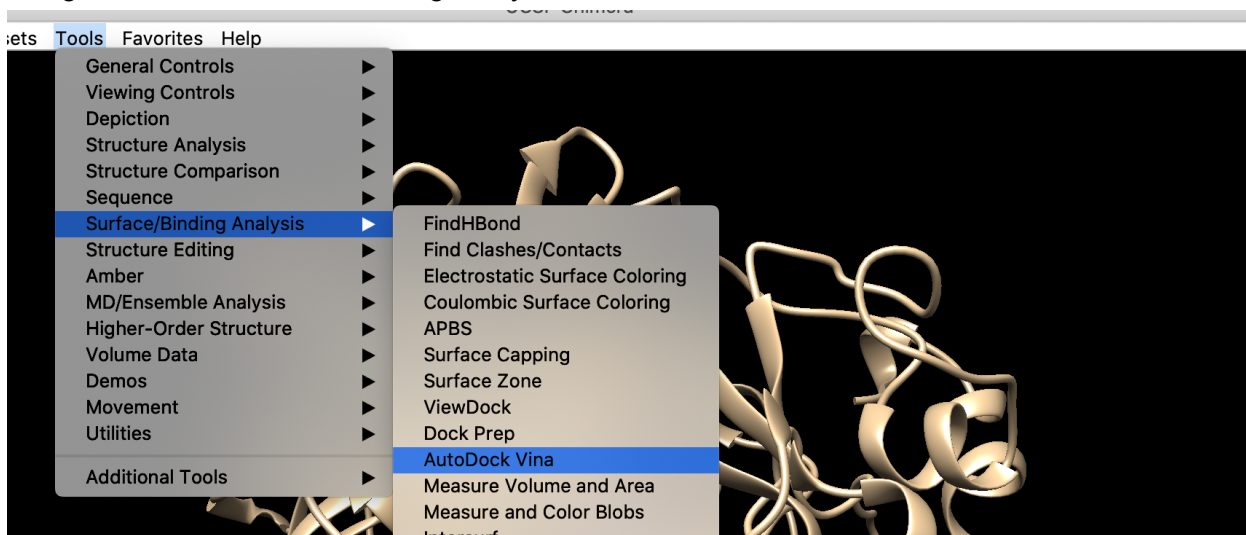 Tools Favorites Help
General Controls
Viewing Controls
Depiction
Structure Analysis
Structure Comparison
Sequence
Surface/Binding Analysis
Structure Editing
Amber
MD/Ensemble Analysis
Higher-Order Structure
Volume Data
Demos
Movement
Utilities
Additional Tools
FindHBond
Find Clashes/Contacts
Electrostatic Surface Coloring
Coulombic Surface Coloring
APBS
Surface Capping
Surface Zone
ViewDock
Dock Prep
AutoDock Vina
Measure Volume and Area
Measure and Color Blobs